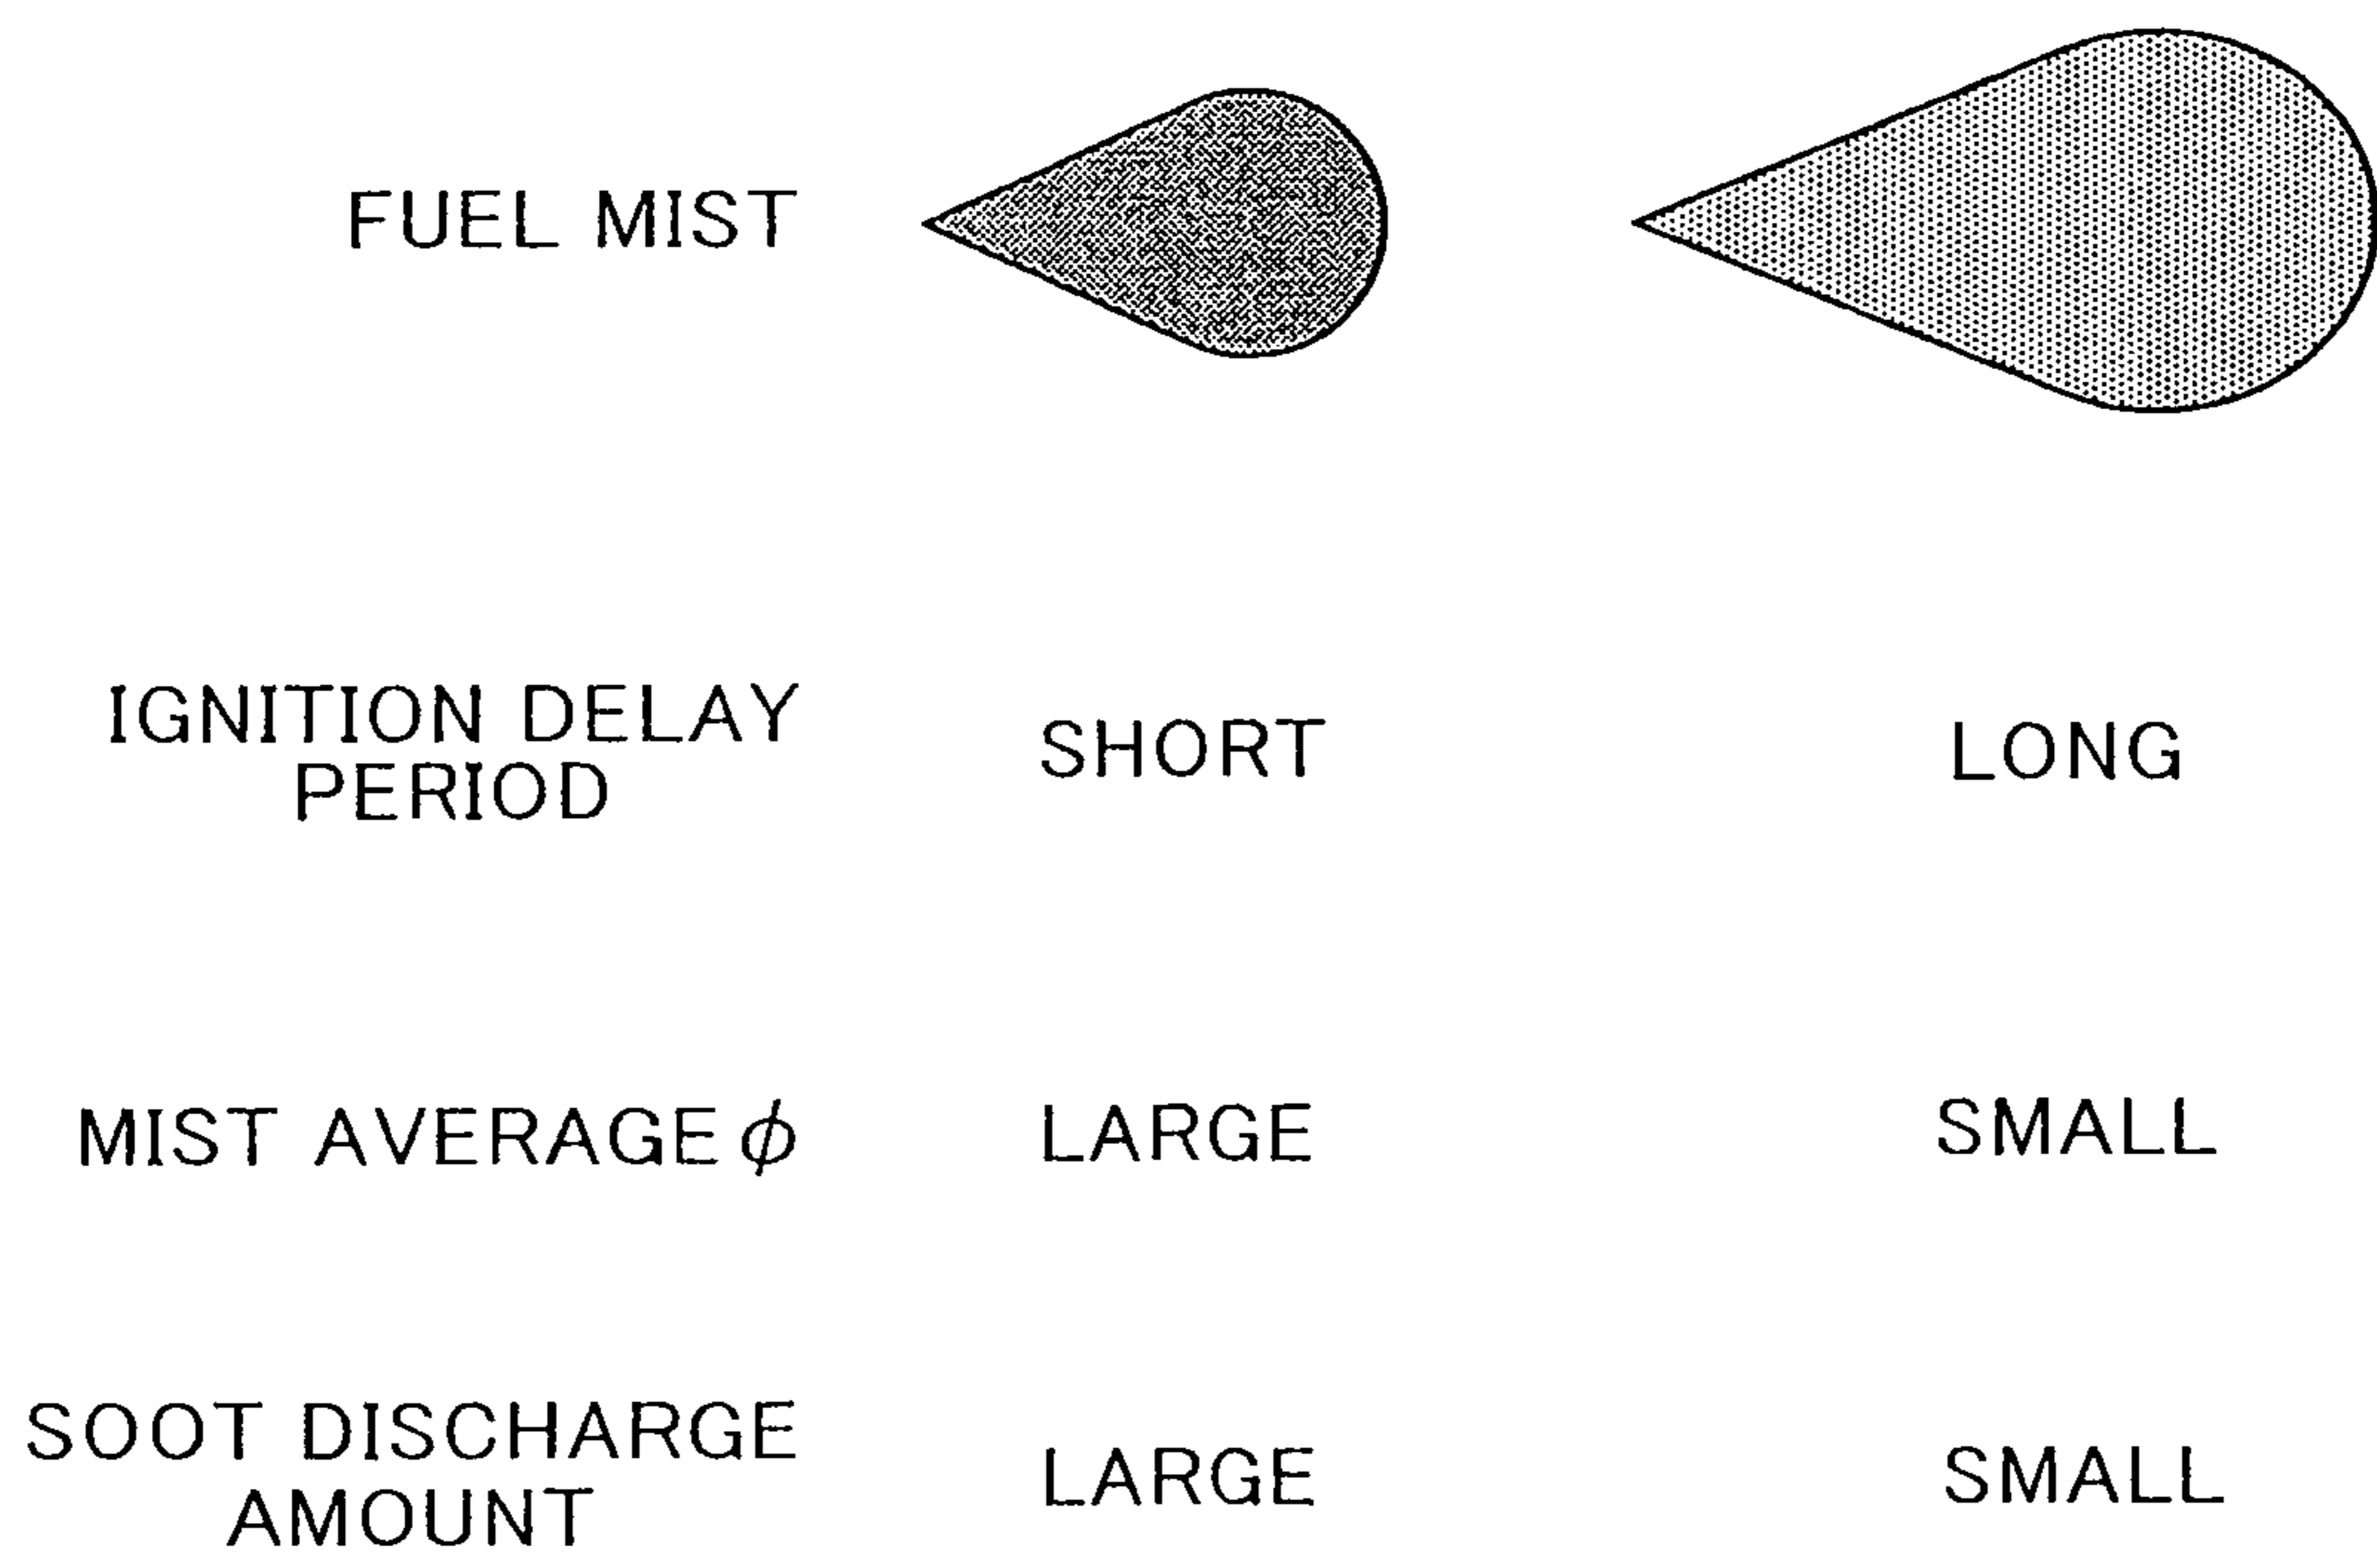 FUEL MIST
IGNITION DELAY
PERIOD
SHORT
LONG
MIST AVERAGE ϕ
LARGE
SMALL
SOOT DISCHARGE
AMOUNT
LARGE
SMALL